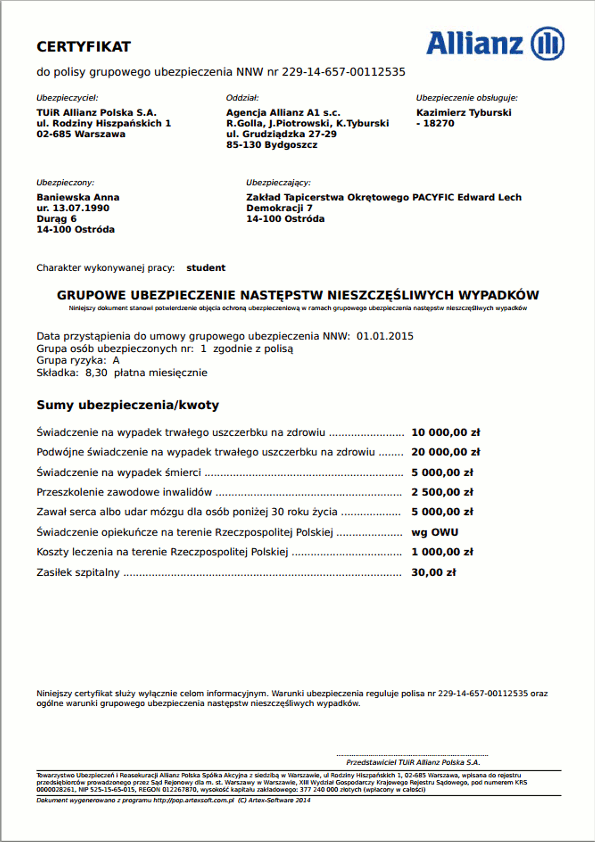 CERTYFIKAT
Allianz
do polisy grupowego ubezpieczenia NNW nr 229-14-657-00112535
Ubezpieczyciel:
TUiR Allianz Polska S.A.
ul. Rodziny Hiszpańskich 1
02-685 Warszawa
Oddział:
Agencja Allianz A1 s.c.
R.Golla, J.Piotrowski, K.Tyburski
ul. Grudziądzka 27-29
85-130 Bydgoszcz
Ubezpieczenie obsługuje:
Kazimierz Tyburski
- 18270
Ubezpieczony:
Baniewska Anna
ur. 13.07.1990
Durąg 6
14-100 Ostróda
Ubezpieczający:
Zakład Tapicerstwa Okrętowego PACYFIC Edward Lech
Demokracji 7
14-100 Ostróda
Charakter wykonywanej pracy: student
GRUPOWE UBEZPIECZENIE NASTĘPSTW NIESZCZĘŚLIWYCH WYPADKÓW
Niniejszy dokument stanowi potwierdzenie objęcia ochroną ubezpieczeniową w ramach grupowego ubezpieczenia następstw nieszczęśliwych wypadków
Data przystąpienia do umowy grupowego ubezpieczenia NNW: 01.01.2015
Grupa osób ubezpieczonych nr: 1 zgodnie z polisą
Grupa ryzyka: A
Składka: 8,30 płatna miesięcznie
Sumy ubezpieczenia/kwoty
Świadczenie na wypadek trwałego uszczerbku na zdrowiu ........................ 10 000,00 zł
Podwójne świadczenie na wypadek trwałego uszczerbku na zdrowiu ........ 20 000,00 zł
Świadczenie na wypadek śmierci ................................................................ 5 000,00 zł
Przeszkolenie zawodowe inwalidów ............................................................ 2 500,00 zł
Zawał serca albo udar mózgu dla osób poniżej 30 roku życia ................... 5 000,00 zł
Świadczenie opiekuńcze na terenie Rzeczpospolitej Polskiej ..................... wg OWU
Koszty leczenia na terenie Rzeczpospolitej Polskiej ................................... 1 000,00 zł
Zasiłek szpitalny ......................................................................................... 30,00 zł
Niniejszy certyfikat służy wyłącznie celom informacyjnym. Warunki ubezpieczenia reguluje polisa nr 229-14-657-00112535 oraz
ogólne warunki grupowego ubezpieczenia następstw nieszczęśliwych wypadków.
Przedstawiciel TUiR Allianz Polska S.A.
Towarzystwo Ubezpieczeń i Reasekuracji Allianz Polska Spółka Akcyjna z siedzibą w Warszawie, ul Rodziny Hiszpańskich 1, 02-685 Warszawa, wpisana do rejestru
przedsiębiorców prowadzonego przez Sąd Rejonowy dla m. st. Warszawy w Warszawie, XIII Wydział Gospodarczy Krajowego Rejestru Sądowego, pod numerem KRS
0000028261, NIP 525-15-65-015, REGON 012267870, wysokość kapitału zakładowego: 377 240 000 złotych (wpłacony w całości)
Dokument wygenerowano z programu http://pop.artexsoft.com.pl (C) Artex-Software 2014